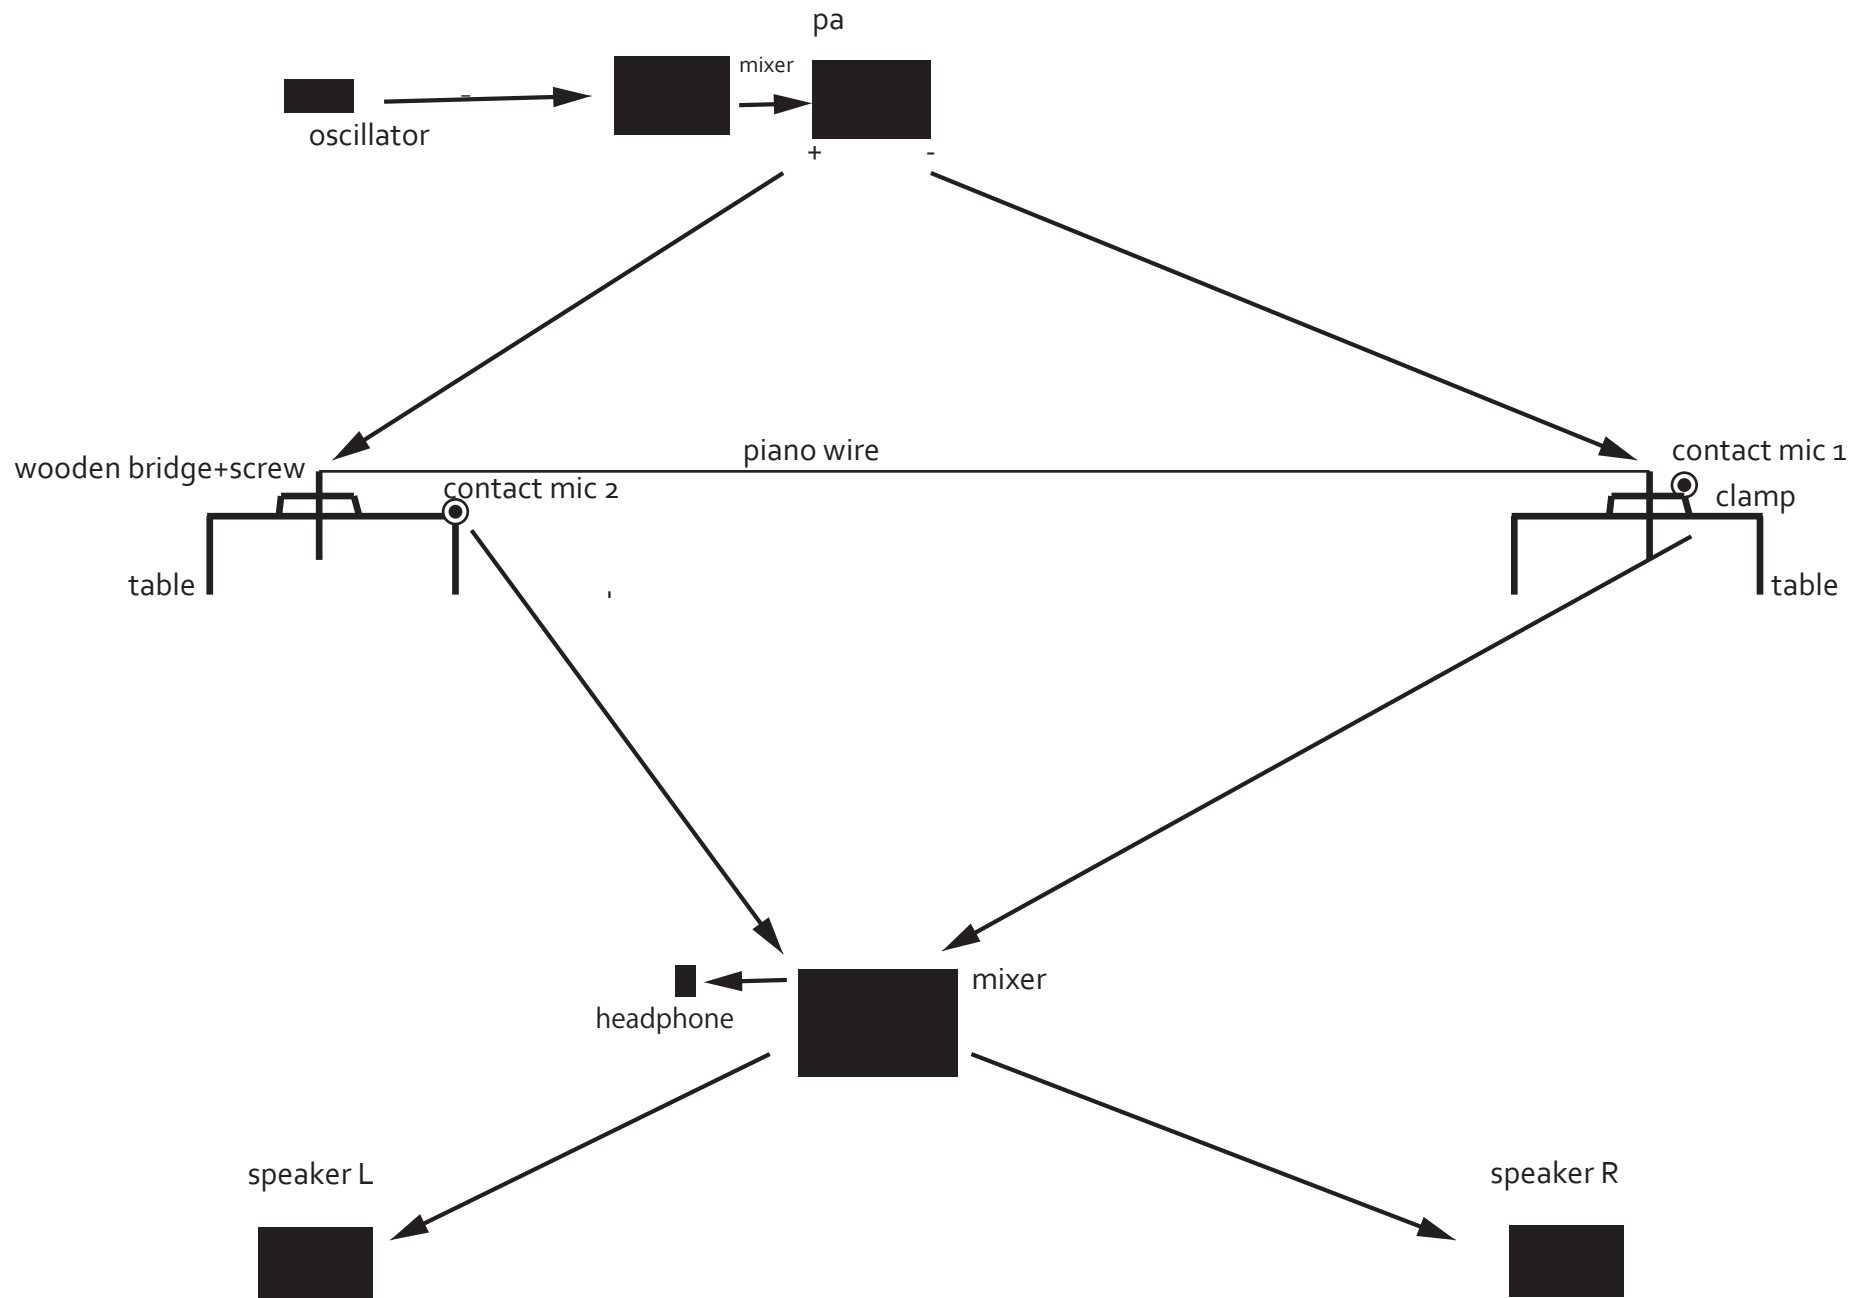 pa
mixer
oscillator
+
-
piano wire
wooden bridge+screw
contact mic 1
contact mic 2
clamp
table
table
mixer
headphone
speaker L
speaker R